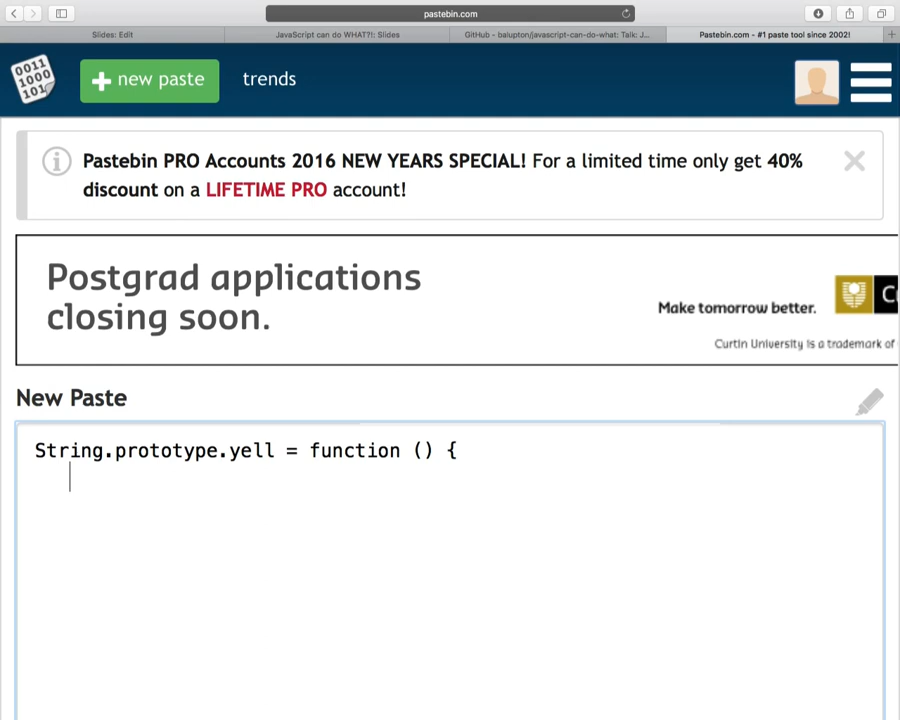 pastebin.com
Slides: Edit
JavaScript can do WHAT?!: Slides
GitHub - balupton/javascript-can-do-what: Talk: J...
Pastebin.com - #1 paste tool since 2002!
0011
1000
101
new paste
trends
Pastebin PRO Accounts 2016 NEW YEARS SPECIAL! For a limited time only get 40%
discount on a LIFETIME PRO account!
Postgrad applications
closing soon.
Make tomorrow better.
C
Curtin University is a trademark of
New Paste
String.prototype.yell = function () {